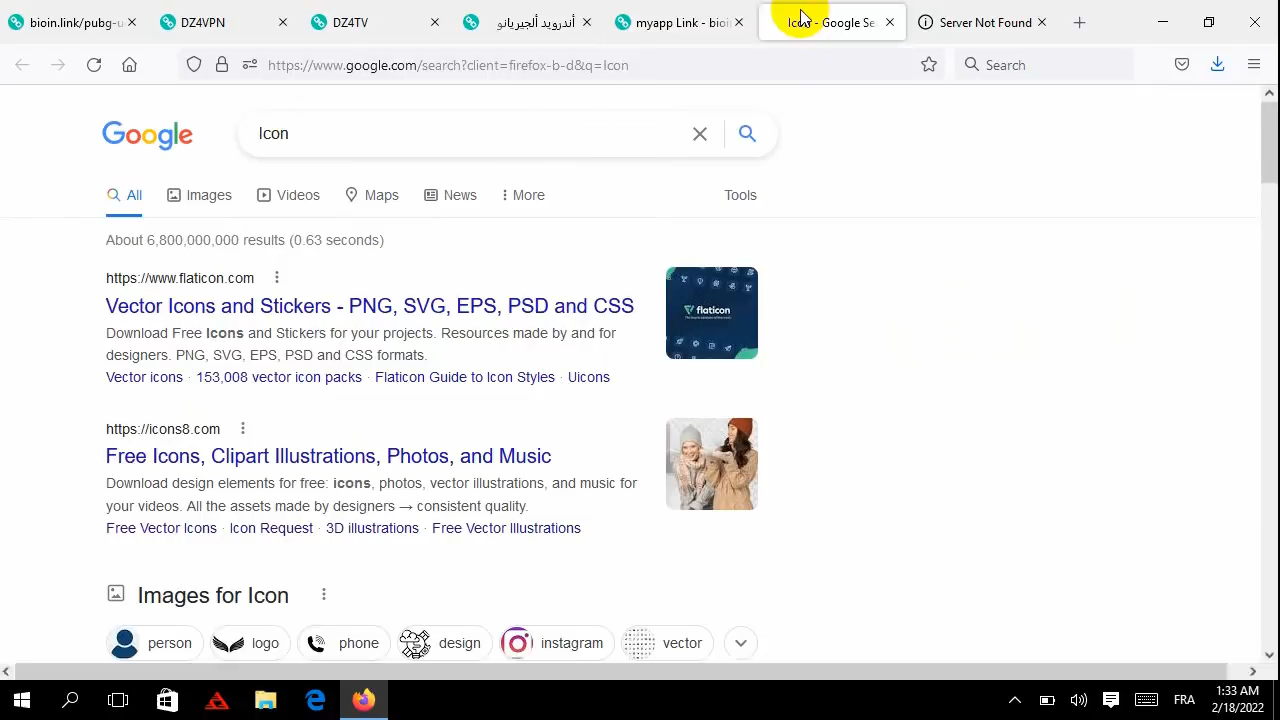 bioin.link/pubg-u
DZ4VPN
DZ4TV
أندرويد ألجيريانو
myapp Link - bioi
Icon - Google Se
Server Not Found
https://www.google.com/search?client=firefox-b-d&q=Icon
Search
Google
Icon
All
Images
Videos
Maps
News
More
Tools
About 6,800,000,000 results (0.63 seconds)
https://www.flaticon.com
Vector Icons and Stickers - PNG, SVG, EPS, PSD and CSS
Download Free Icons and Stickers for your projects. Resources made by and for
designers. PNG, SVG, EPS, PSD and CSS formats.
Vector icons · 153,008 vector icon packs · Flaticon Guide to Icon Styles · Uicons
flaticon
https://icons8.com
Free Icons, Clipart Illustrations, Photos, and Music
Download design elements for free: icons, photos, vector illustrations, and music for
your videos. All the assets made by designers → consistent quality.
Free Vector Icons · Icon Request · 3D illustrations · Free Vector Illustrations
Images for Icon
person
logo
phone
design
instagram
vector
FRA
1:33 AM
2/18/2022